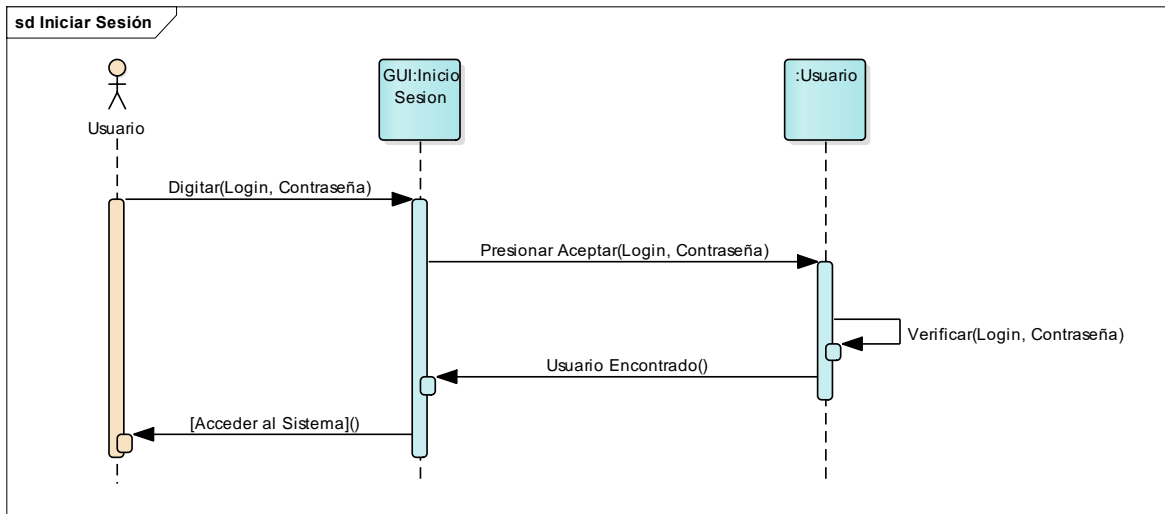 sd Iniciar Sesión
Usuario
GUI:Inicio
Sesion
:Usuario
Digitar(Login, Contraseña)
Presionar Aceptar(Login, Contraseña)
Verificar(Login, Contraseña)
Usuario Encontrado()
[Acceder al Sistema]()